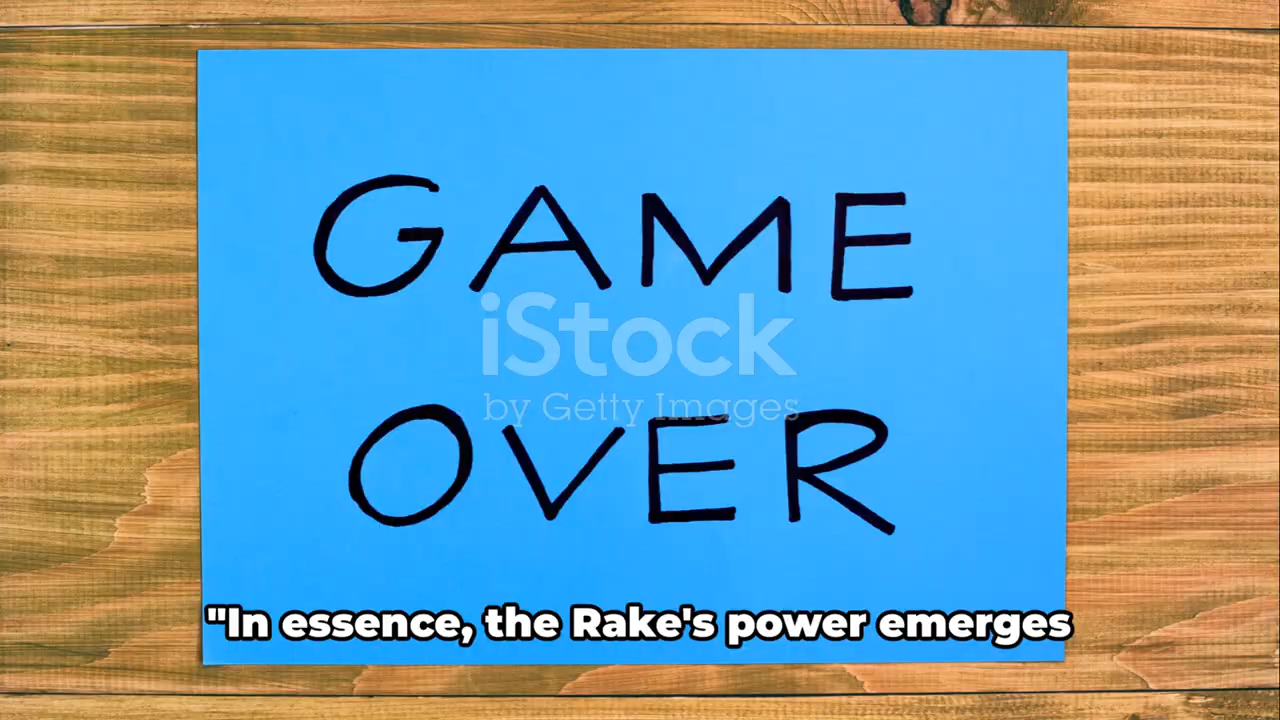 GAME
iStock
by Getty Images
OVER
"In essence, the Rake's power emerges